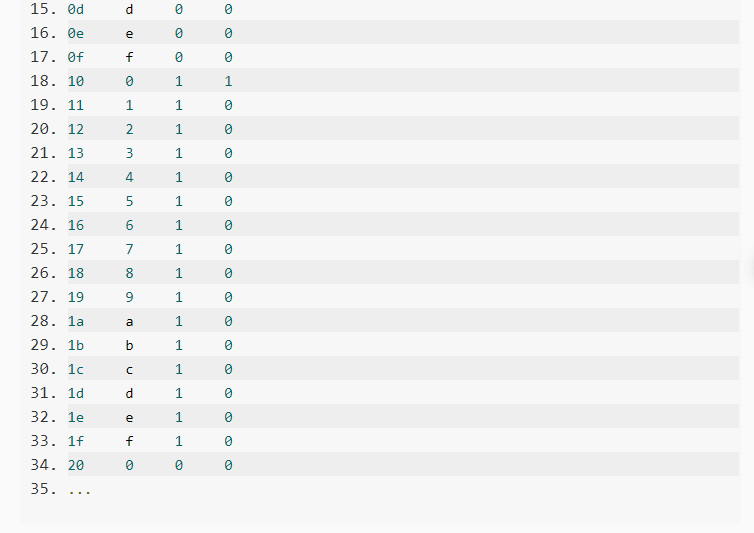 15. 0d d 0 0
16. 0e e 0 0
17. 0f f 0 0
18. 10 0 1 1
19. 11 1 1 0
20. 12 2 1 0
21. 13 3 1 0
22. 14 4 1 0
23. 15 5 1 0
24. 16 6 1 0
25. 17 7 1 0
26. 18 8 1 0
27. 19 9 1 0
28. 1a a 1 0
29. 1b b 1 0
30. 1c c 1 0
31. 1d d 1 0
32. 1e e 1 0
33. 1f f 1 0
34. 20 0 0 0
35. ...